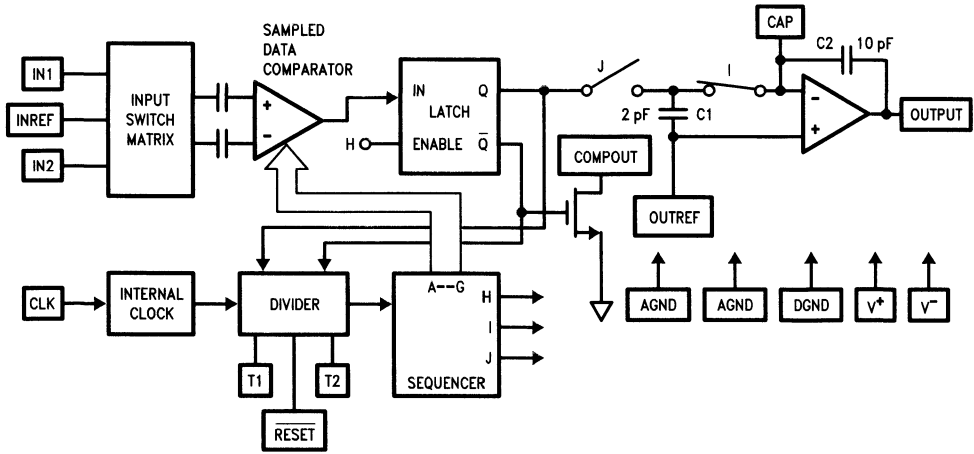 CAP
SAMPLED
DATA
COMPARATOR
C2 10 pF
IN1
INREF
IN2
INPUT
SWITCH
MATRIX
+
−
IN Q
LATCH
ENABLE Q̅
H
J
I
2 pF C1
−
+
OUTPUT
COMPOUT
OUTREF
CLK
INTERNAL
CLOCK
DIVIDER
A--G
H
I
J
SEQUENCER
T1
T2
R̅E̅S̅E̅T̅
AGND
AGND
DGND
V⁺
V⁻